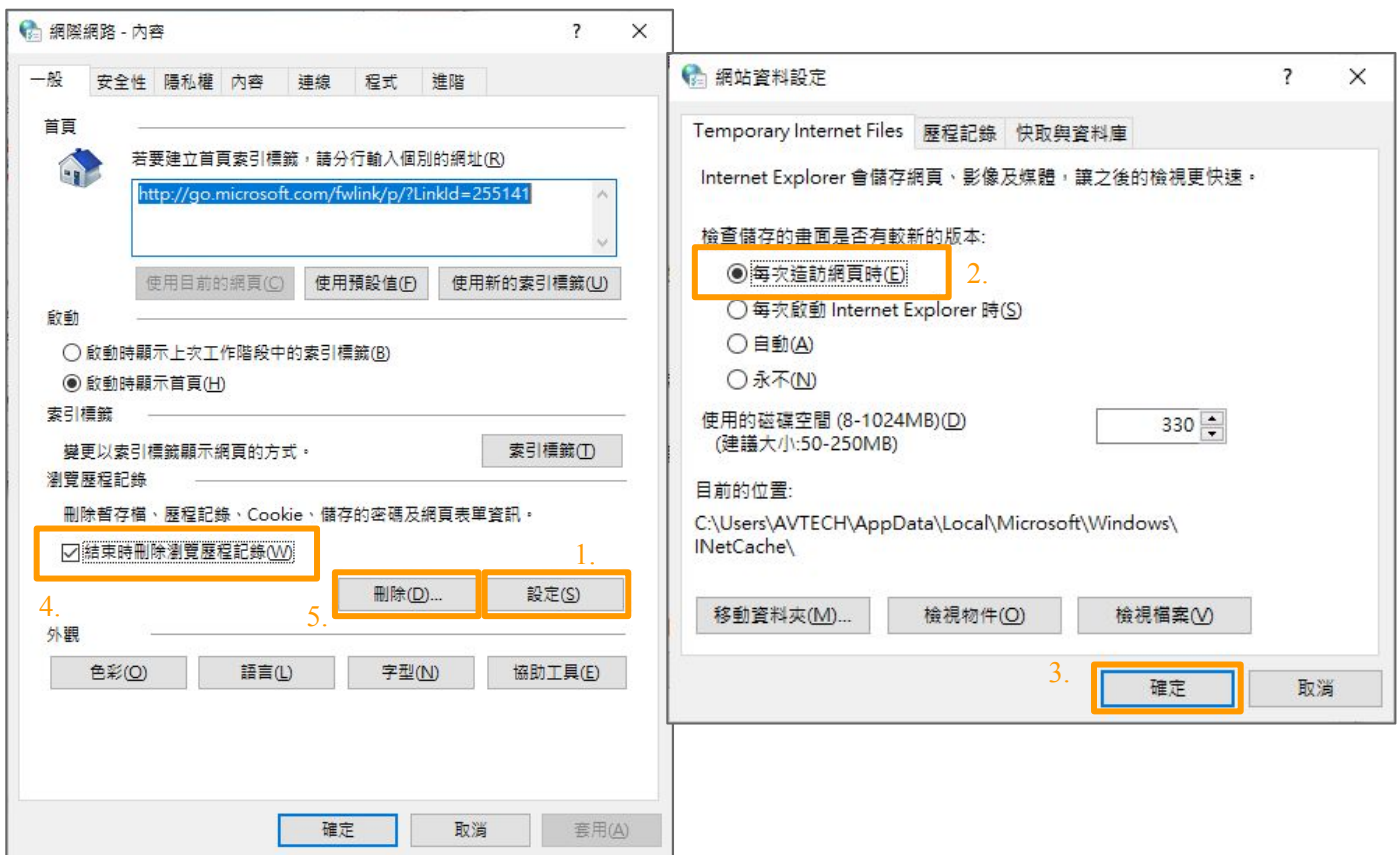 網際網路 - 內容
一般 安全性 隱私權 內容 連線 程式 進階
首頁
若要建立首頁索引標籤，請分行輸入個別的網址(R)
http://go.microsoft.com/fwlink/p/?LinkId=255141
使用目前的網頁(C) 使用預設值(F) 使用新的索引標籤(U)
啟動
啟動時顯示上次工作階段中的索引標籤(B)
啟動時顯示首頁(H)
索引標籤
變更以索引標籤顯示網頁的方式。 索引標籤(T)
瀏覽歷程記錄
刪除暫存檔、歷程記錄、Cookie、儲存的密碼及網頁表單資訊。
結束時刪除瀏覽歷程記錄(W)
1.
刪除(D)... 設定(S)
4. 5.
外觀
色彩(O) 語言(L) 字型(N) 協助工具(E)
確定 取消 套用(A)
網站資料設定
Temporary Internet Files 歷程記錄 快取與資料庫
Internet Explorer 會儲存網頁、影像及媒體，讓之後的檢視更快速。
檢查儲存的畫面是否有較新的版本:
每次造訪網頁時(E) 2.
每次啟動 Internet Explorer 時(S)
自動(A)
永不(N)
使用的磁碟空間 (8-1024MB)(D) 330
(建議大小:50-250MB)
目前的位置:
C:\Users\AVTECH\AppData\Local\Microsoft\Windows\
INetCache\
移動資料夾(M)... 檢視物件(O) 檢視檔案(V)
3.
確定 取消